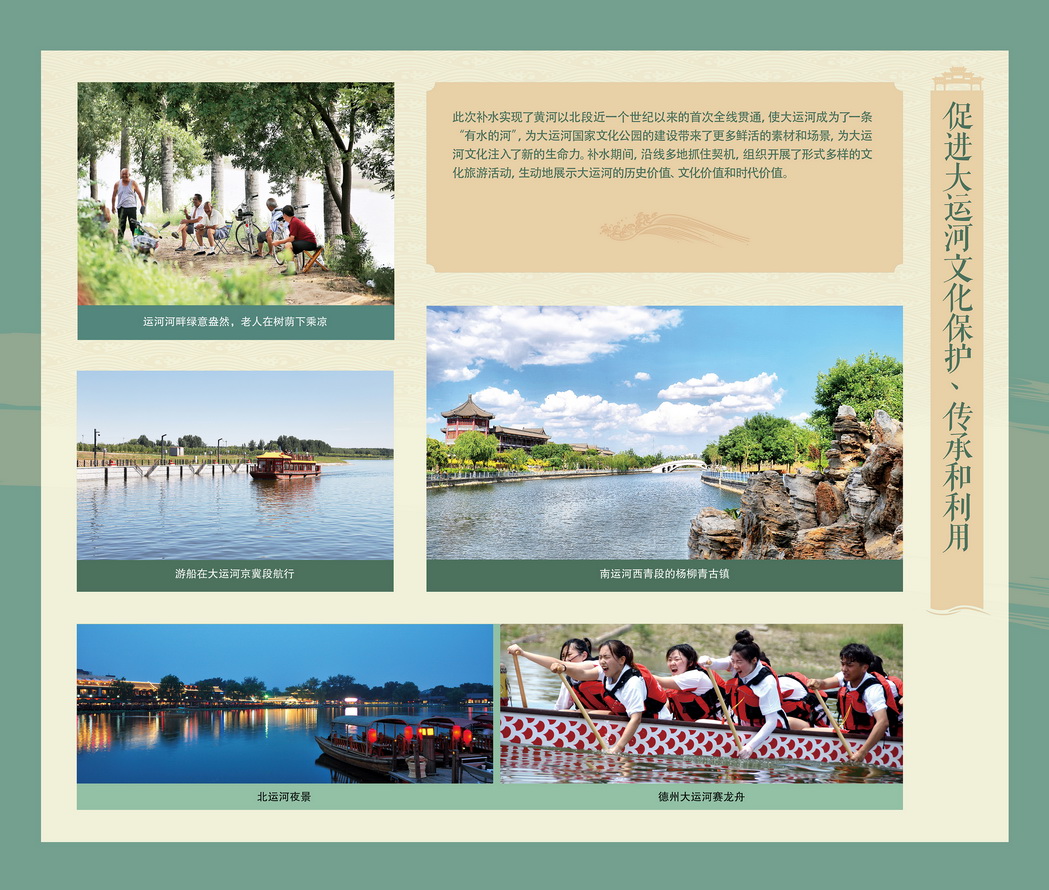 促进大运河文化保护、传承和利用
此次补水实现了黄河以北段近一个世纪以来的首次全线贯通，使大运河成为了一条
“有水的河”，为大运河国家文化公园的建设带来了更多鲜活的素材和场景，为大运
河文化注入了新的生命力。补水期间，沿线多地抓住契机，组织开展了形式多样的文
化旅游活动，生动地展示大运河的历史价值、文化价值和时代价值。
运河河畔绿意盎然，老人在树荫下乘凉
游船在大运河京冀段航行
南运河西青段的杨柳青古镇
北运河夜景
德州大运河赛龙舟